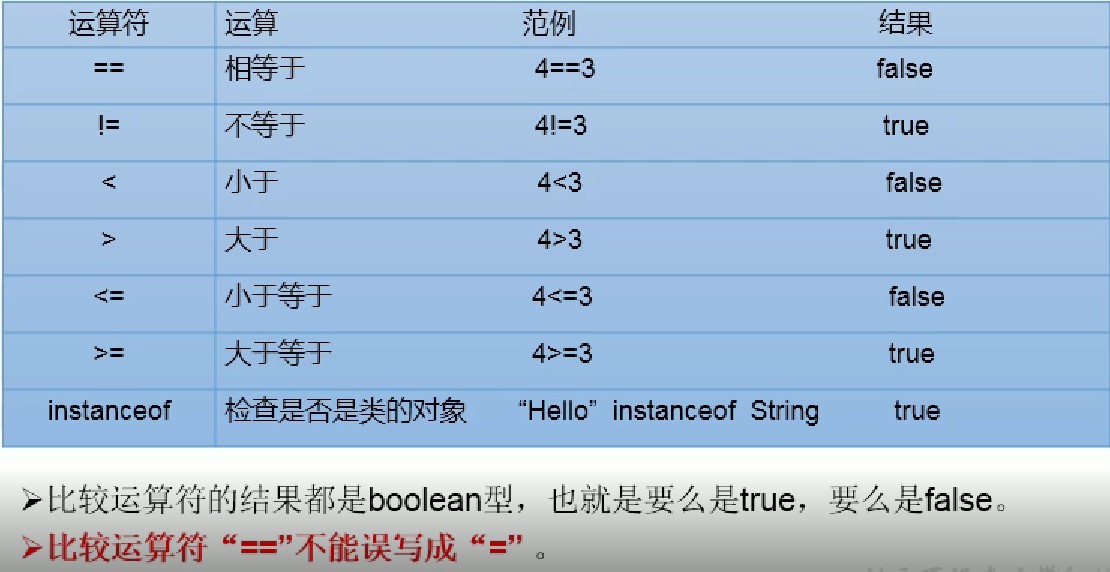 运算符 运算 范例 结果
== 相等于 4==3 false
!= 不等于 4!=3 true
< 小于 4<3 false
> 大于 4>3 true
<= 小于等于 4<=3 false
>= 大于等于 4>=3 true
instanceof 检查是否是类的对象 “Hello” instanceof String true
➢比较运算符的结果都是boolean型，也就是要么是true，要么是false。
➢比较运算符“==”不能误写成“=” 。